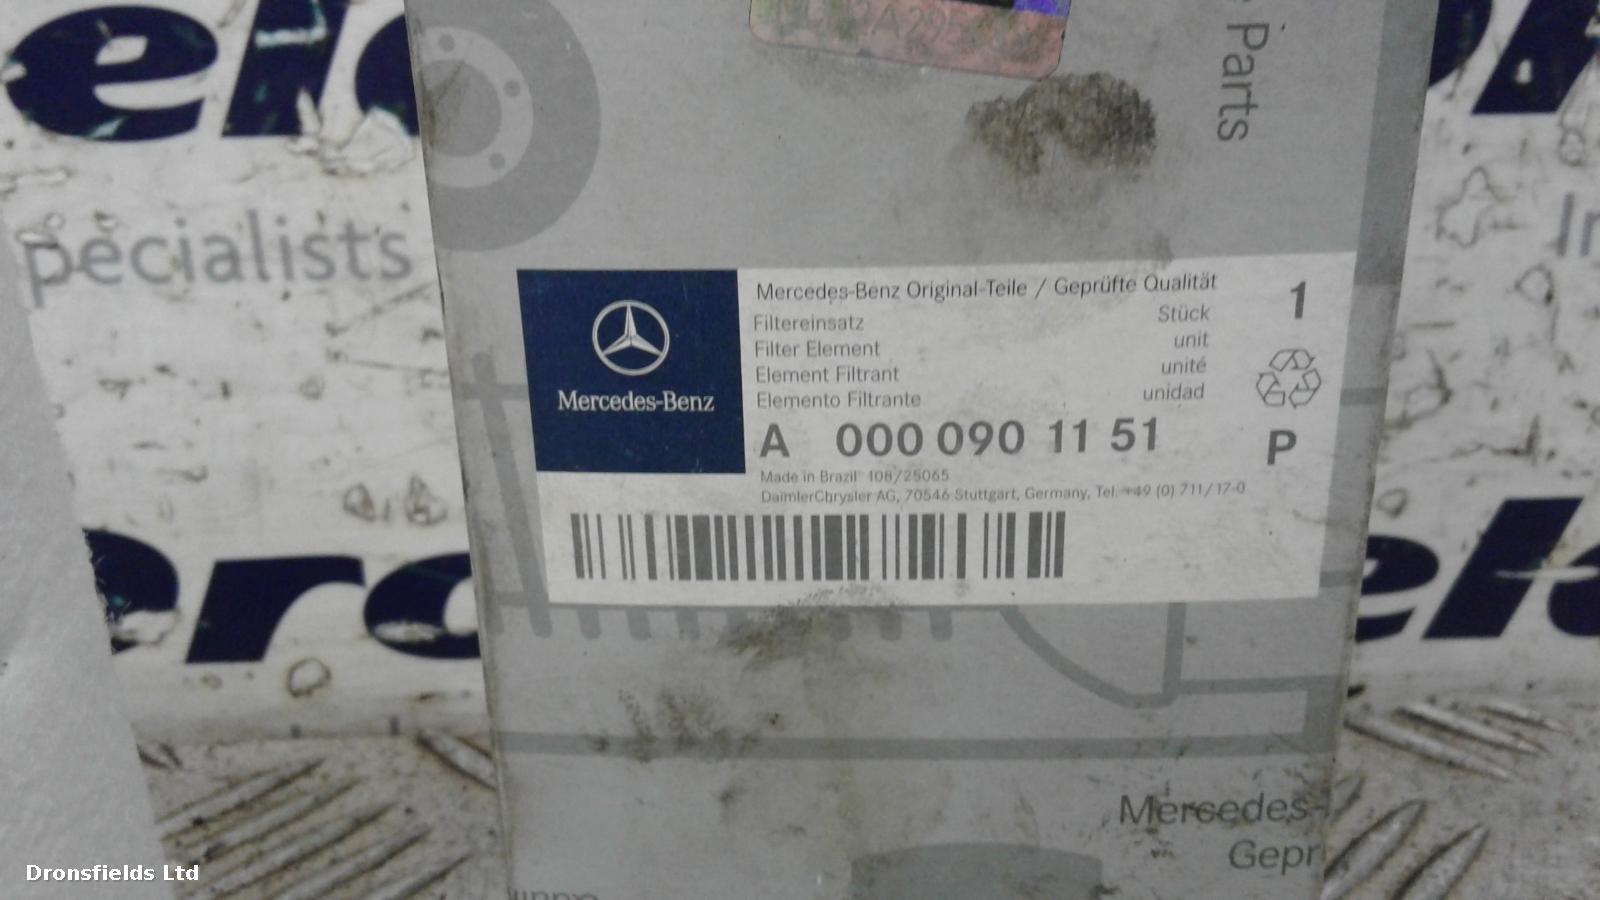 Parts
pecialists
Mercedes-Benz Original-Teile / Geprüfte Qualität
Filtereinsatz Stück 1
Filter Element unit
Element Filtrant unité
Elemento Filtrante unidad
Mercedes-Benz
A 000 090 11 51 P
Made in Brazil 108/25065
DaimlerChrysler AG, 70546 Stuttgart, Germany, Tel. +49 (0) 711/17-0
Mercedes-
Gepr
Dronsfields Ltd